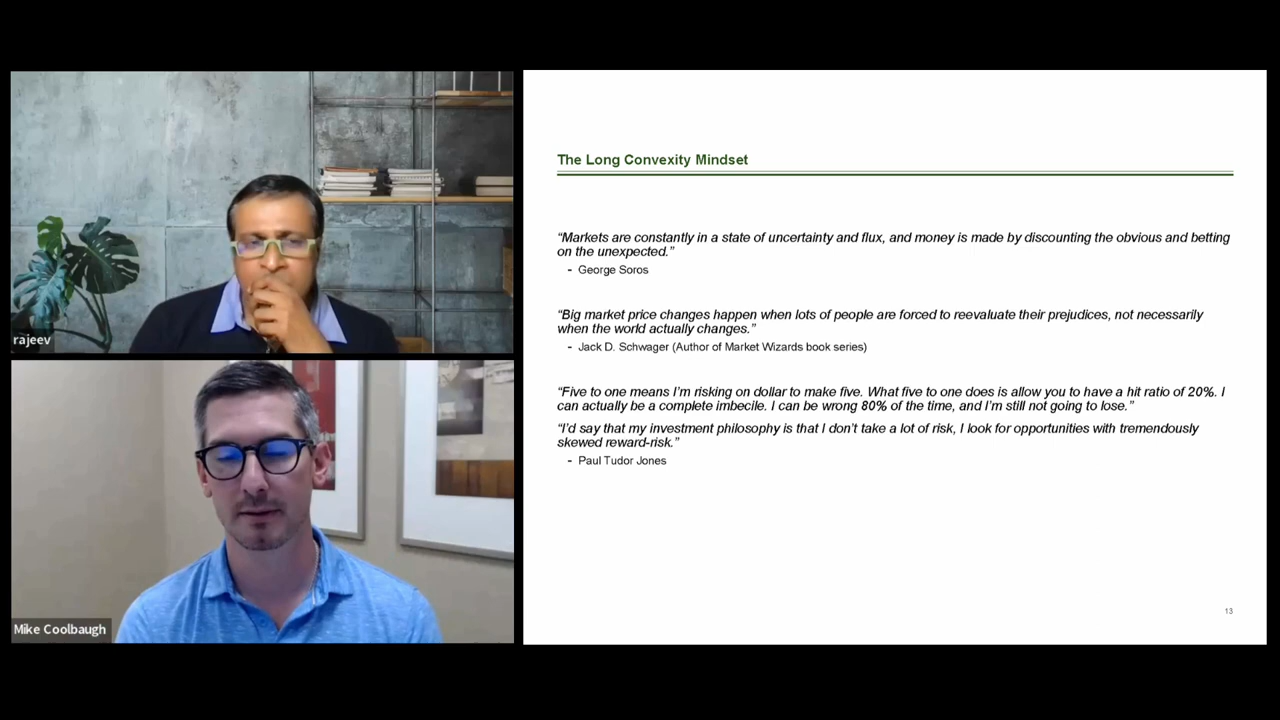 rajeev
Mike Coolbaugh
The Long Convexity Mindset
“Markets are constantly in a state of uncertainty and flux, and money is made by discounting the obvious and betting
on the unexpected.”
- George Soros
“Big market price changes happen when lots of people are forced to reevaluate their prejudices, not necessarily
when the world actually changes.”
- Jack D. Schwager (Author of Market Wizards book series)
“Five to one means I’m risking on dollar to make five. What five to one does is allow you to have a hit ratio of 20%. I
can actually be a complete imbecile. I can be wrong 80% of the time, and I’m still not going to lose.”
“I’d say that my investment philosophy is that I don’t take a lot of risk, I look for opportunities with tremendously
skewed reward-risk.”
- Paul Tudor Jones
13